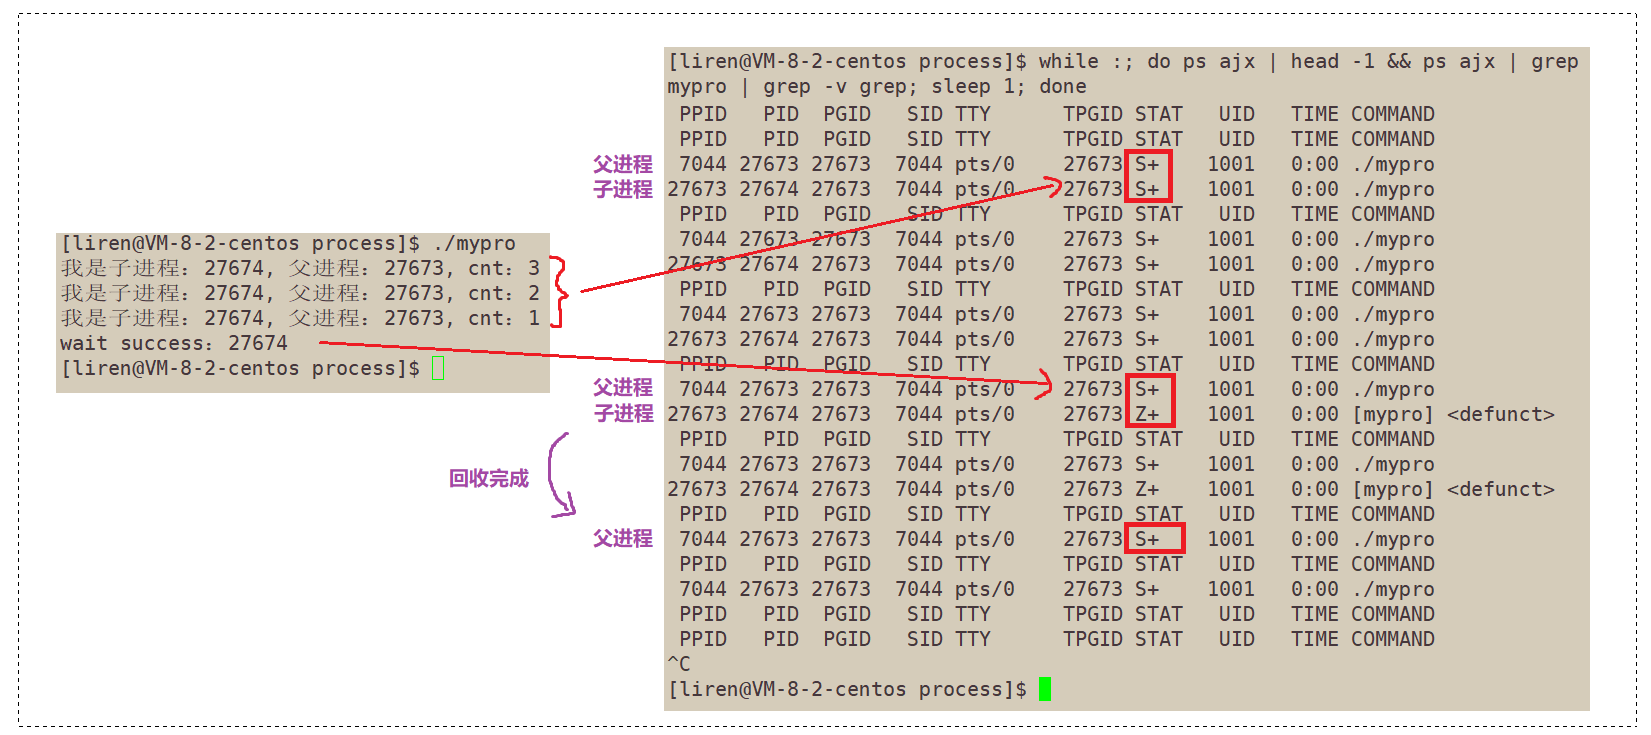 [liren@VM-8-2-centos process]$ ./mypro
我是子进程：27674, 父进程：27673, cnt：3
我是子进程：27674, 父进程：27673, cnt：2
我是子进程：27674, 父进程：27673, cnt：1
wait success：27674
[liren@VM-8-2-centos process]$
父进程
子进程
父进程
子进程
回收完成
父进程
[liren@VM-8-2-centos process]$ while :; do ps ajx | head -1 && ps ajx | grep
mypro | grep -v grep; sleep 1; done
PPID PID PGID SID TTY TPGID STAT UID TIME COMMAND
PPID PID PGID SID TTY TPGID STAT UID TIME COMMAND
7044 27673 27673 7044 pts/0 27673 S+ 1001 0:00 ./mypro
27673 27674 27673 7044 pts/0 27673 S+ 1001 0:00 ./mypro
PPID PID PGID SID TTY TPGID STAT UID TIME COMMAND
7044 27673 27673 7044 pts/0 27673 S+ 1001 0:00 ./mypro
27673 27674 27673 7044 pts/0 27673 S+ 1001 0:00 ./mypro
PPID PID PGID SID TTY TPGID STAT UID TIME COMMAND
7044 27673 27673 7044 pts/0 27673 S+ 1001 0:00 ./mypro
27673 27674 27673 7044 pts/0 27673 S+ 1001 0:00 ./mypro
PPID PID PGID SID TTY TPGID STAT UID TIME COMMAND
7044 27673 27673 7044 pts/0 27673 S+ 1001 0:00 ./mypro
27673 27674 27673 7044 pts/0 27673 Z+ 1001 0:00 [mypro] <defunct>
PPID PID PGID SID TTY TPGID STAT UID TIME COMMAND
7044 27673 27673 7044 pts/0 27673 S+ 1001 0:00 ./mypro
27673 27674 27673 7044 pts/0 27673 Z+ 1001 0:00 [mypro] <defunct>
PPID PID PGID SID TTY TPGID STAT UID TIME COMMAND
7044 27673 27673 7044 pts/0 27673 S+ 1001 0:00 ./mypro
PPID PID PGID SID TTY TPGID STAT UID TIME COMMAND
7044 27673 27673 7044 pts/0 27673 S+ 1001 0:00 ./mypro
PPID PID PGID SID TTY TPGID STAT UID TIME COMMAND
PPID PID PGID SID TTY TPGID STAT UID TIME COMMAND
^C
[liren@VM-8-2-centos process]$